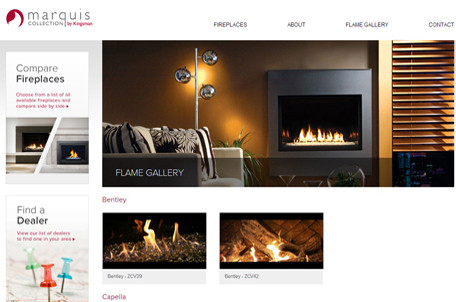 marquis
COLLECTION | by Kingsman
FIREPLACES
ABOUT
FLAME GALLERY
CONTACT
Compare
Fireplaces
Choose from a list of all
available fireplaces and
compare side by side
FLAME GALLERY
Find a
Dealer
View our list of dealers
to find one in your area
Bentley
Bentley - ZCV39
Bentley - ZCV42
Capella